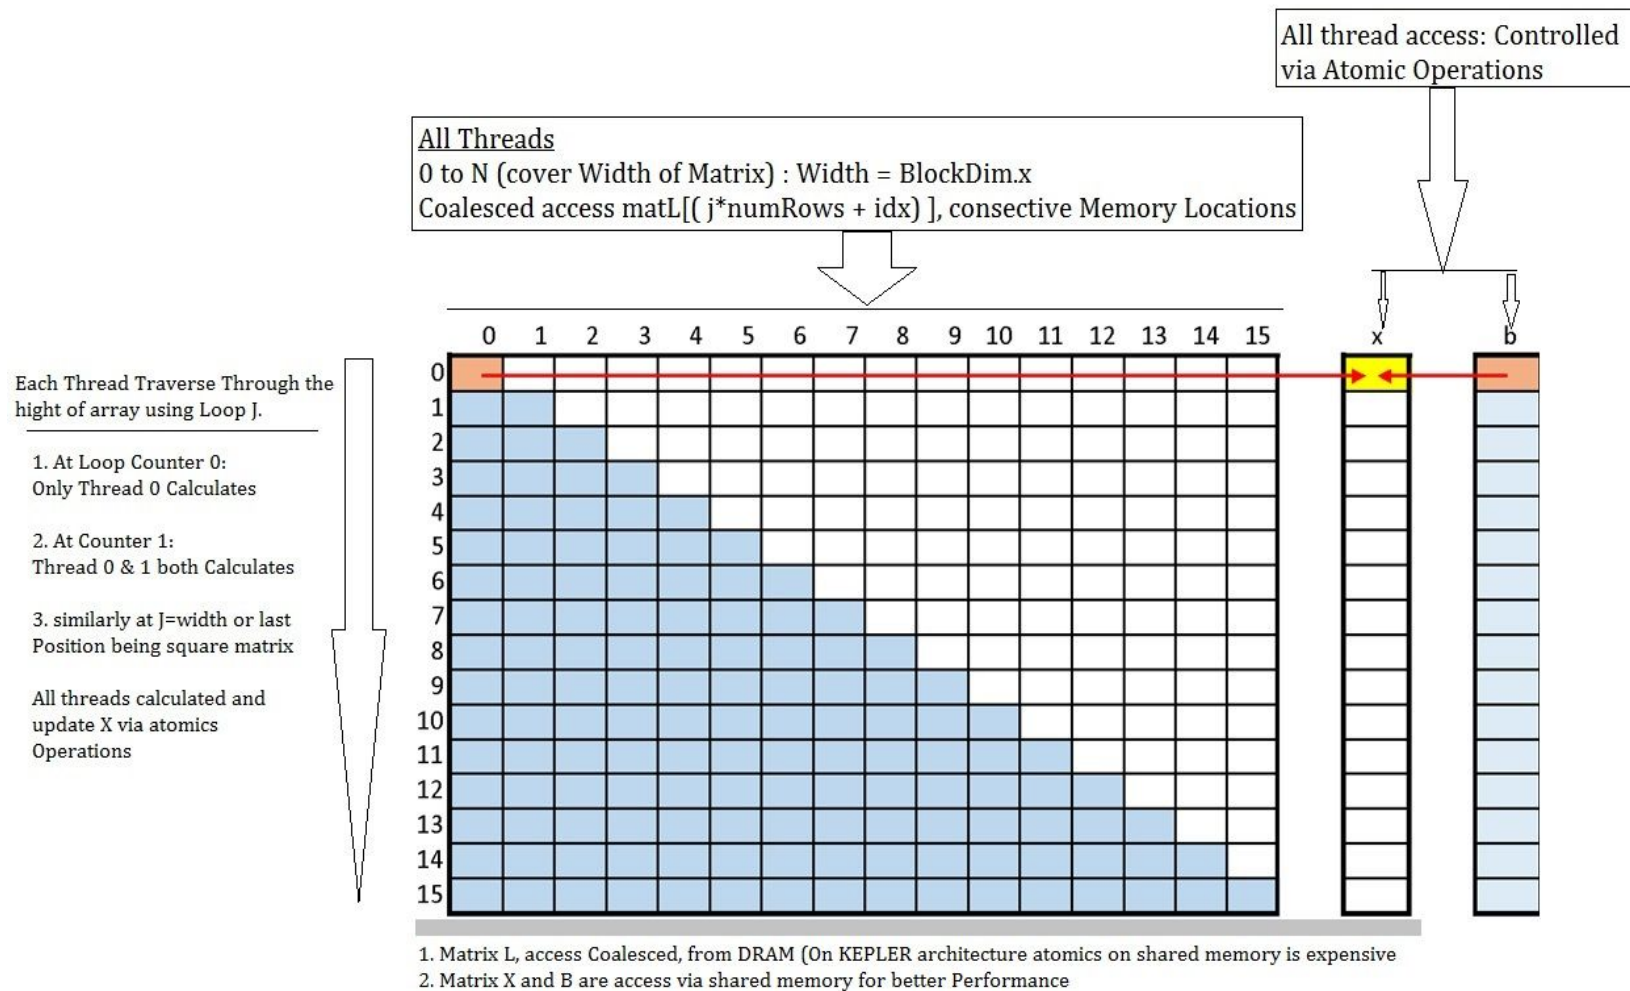 All thread access: Controlled
via Atomic Operations
All Threads
0 to N (cover Width of Matrix) : Width = BlockDim.x
Coalesced access matL[( j*numRows + idx) ], consective Memory Locations
0 1 2 3 4 5 6 7 8 9 10 11 12 13 14 15 x b
0
1
2
3
4
5
6
7
8
9
10
11
12
13
14
15
Each Thread Traverse Through the
hight of array using Loop J.
1. At Loop Counter 0:
Only Thread 0 Calculates
2. At Counter 1:
Thread 0 & 1 both Calculates
3. similarly at J=width or last
Position being square matrix
All threads calculated and
update X via atomics
Operations
1. Matrix L, access Coalesced, from DRAM (On KEPLER architecture atomics on shared memory is expensive
2. Matrix X and B are access via shared memory for better Performance